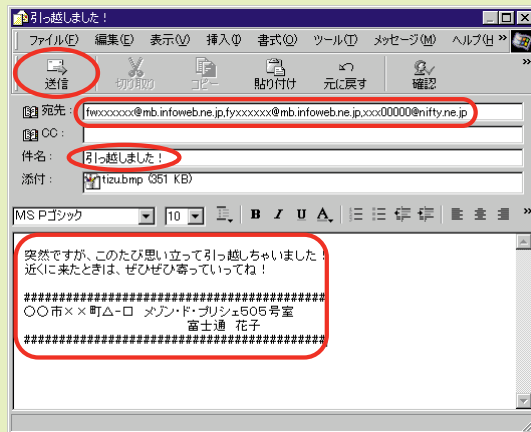 引っ越しました！
ファイル(F) 編集(E) 表示(V) 挿入(I) 書式(O) ツール(T) メッセージ(M) ヘルプ(H »
送信 切り取り コピー 貼り付け 元に戻す 確認 »
宛先： fwxxxxxx@mb.infoweb.ne.jp,fyxxxxxx@mb.infoweb.ne.jp,xxx00000@nifty.ne.jp
CC：
件名： 引っ越しました！
添付： tizu.bmp (351 KB)
MS Pゴシック 10 B I U A »
突然ですが、このたび思い立って引っ越しちゃいました！
近くに来たときは、ぜひぜひ寄っていってね！
##########################################
○○市××町△-□ メゾン・ド・ブリシェ505号室
富士通 花子
##########################################